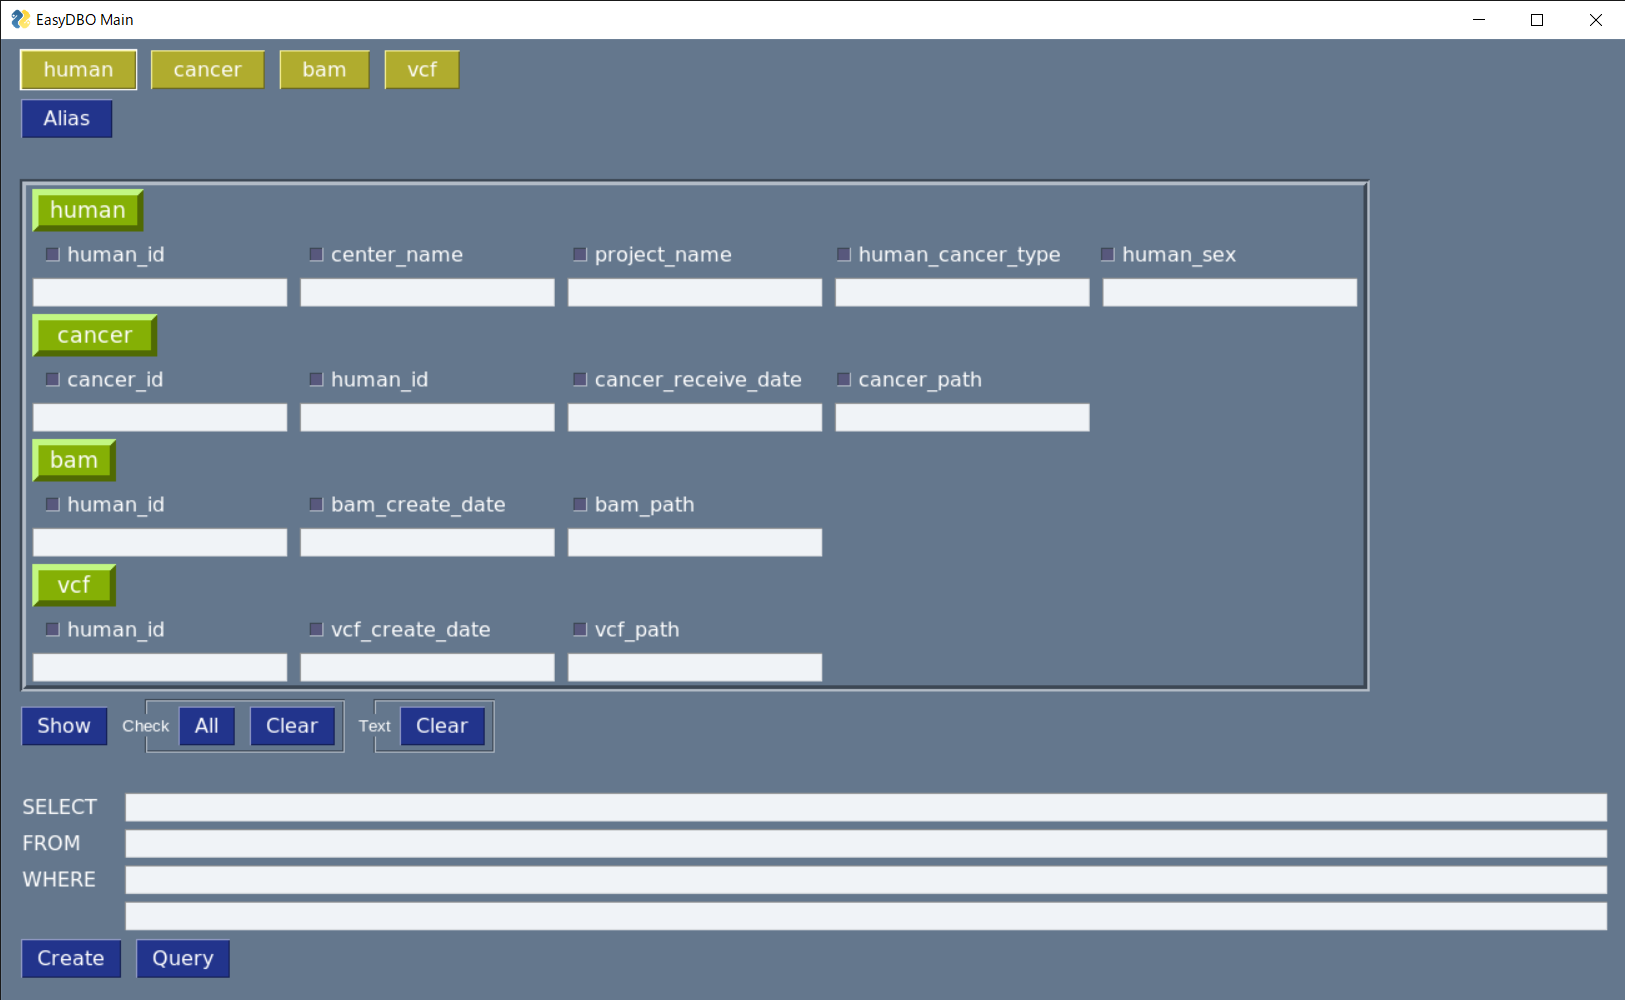 EasyDBO Main
human cancer bam vcf
Alias
human
human_id center_name project_name human_cancer_type human_sex
cancer
cancer_id human_id cancer_receive_date cancer_path
bam
human_id bam_create_date bam_path
vcf
human_id vcf_create_date vcf_path
Show Check All Clear Text Clear
SELECT
FROM
WHERE
Create Query